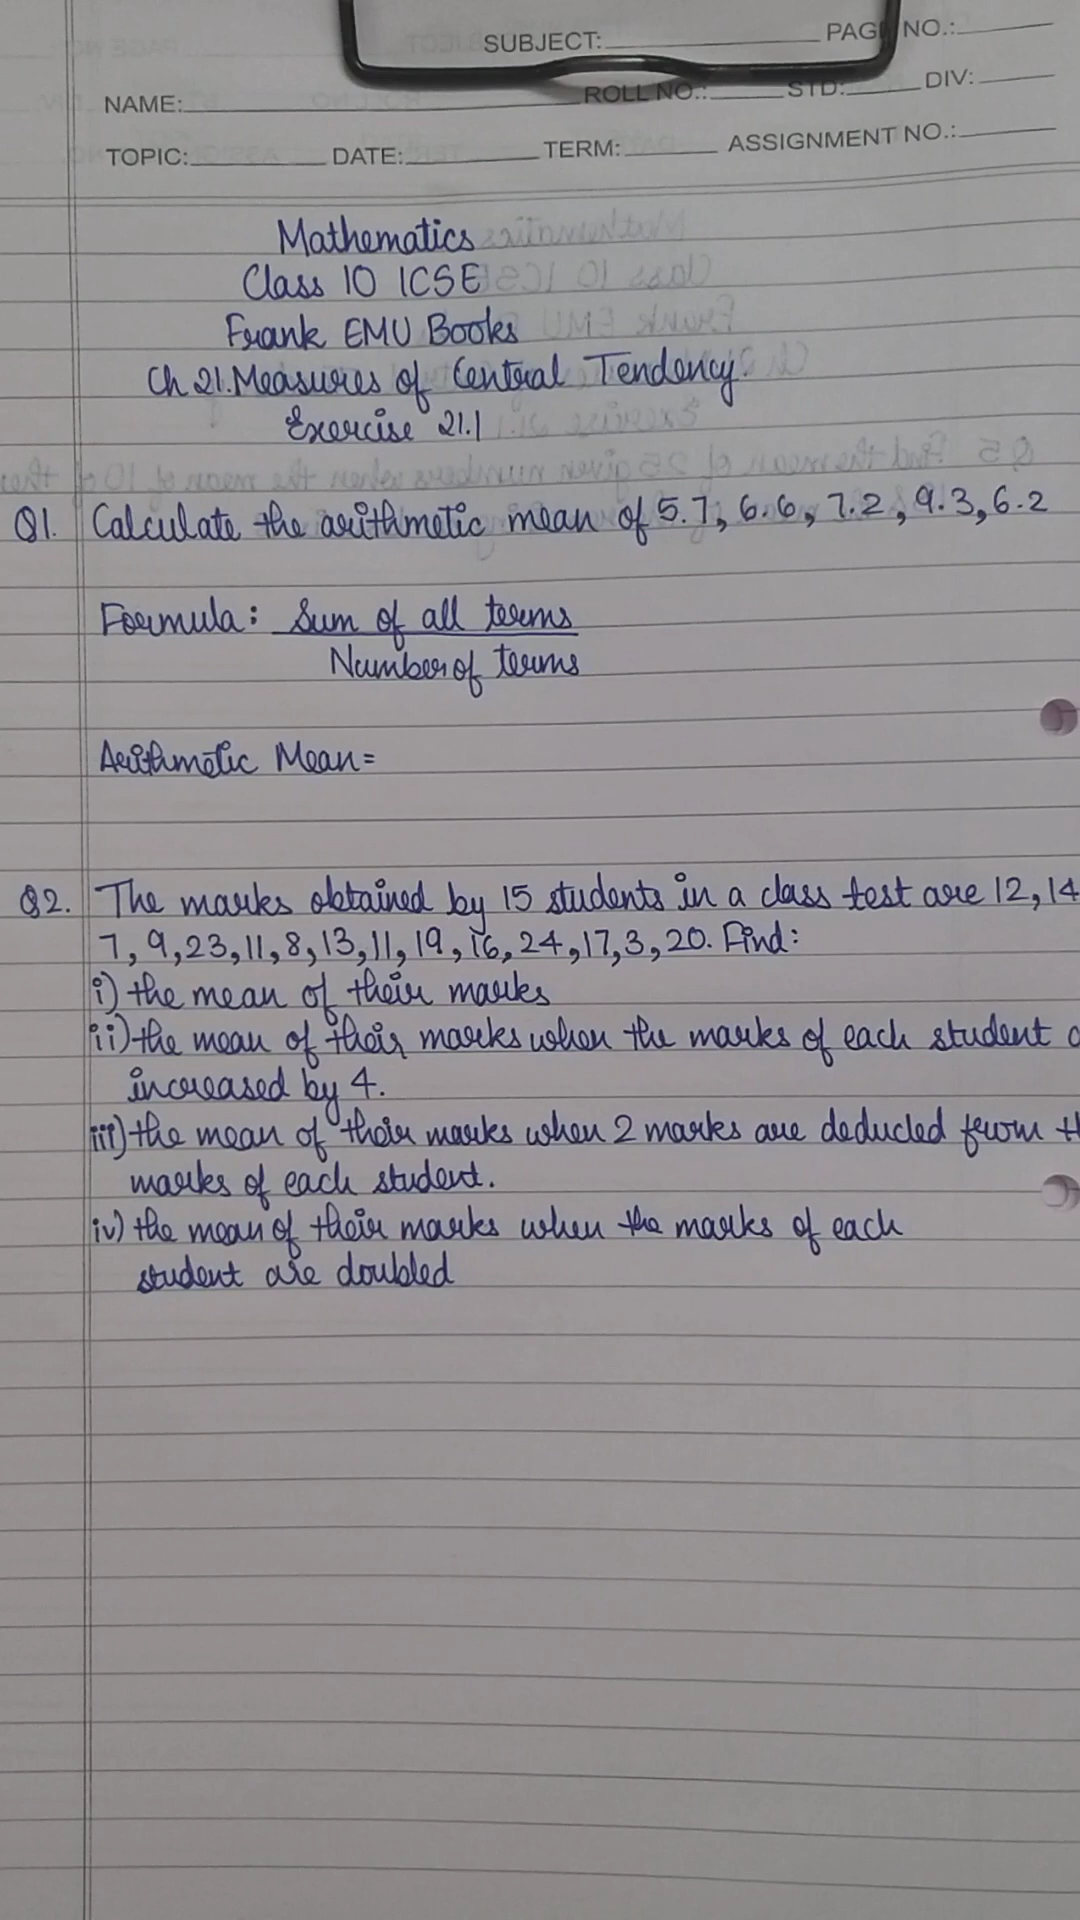 SUBJECT: PAGE NO.:
NAME: ROLL NO.: STD: DIV:
TOPIC: DATE: TERM: ASSIGNMENT NO.:
Mathematics
Class 10 ICSE
Frank EMU Books
Ch 21. Measures of Central Tendency.
Exercise 21.1
Q1. Calculate the arithmetic mean of 5.7, 6.6, 7.2, 9.3, 6.2
Formula: Sum of all terms
Number of terms
Arithmetic Mean=
Q2. The marks obtained by 15 students in a class test are 12, 14
7, 9, 23, 11, 8, 13, 11, 19, 16, 24, 17, 3, 20. Find:
i) the mean of their marks
ii) the mean of their marks when the marks of each student
increased by 4.
iii) the mean of their marks when 2 marks are deducted from
marks of each student.
iv) the mean of their marks when the marks of each
student are doubled